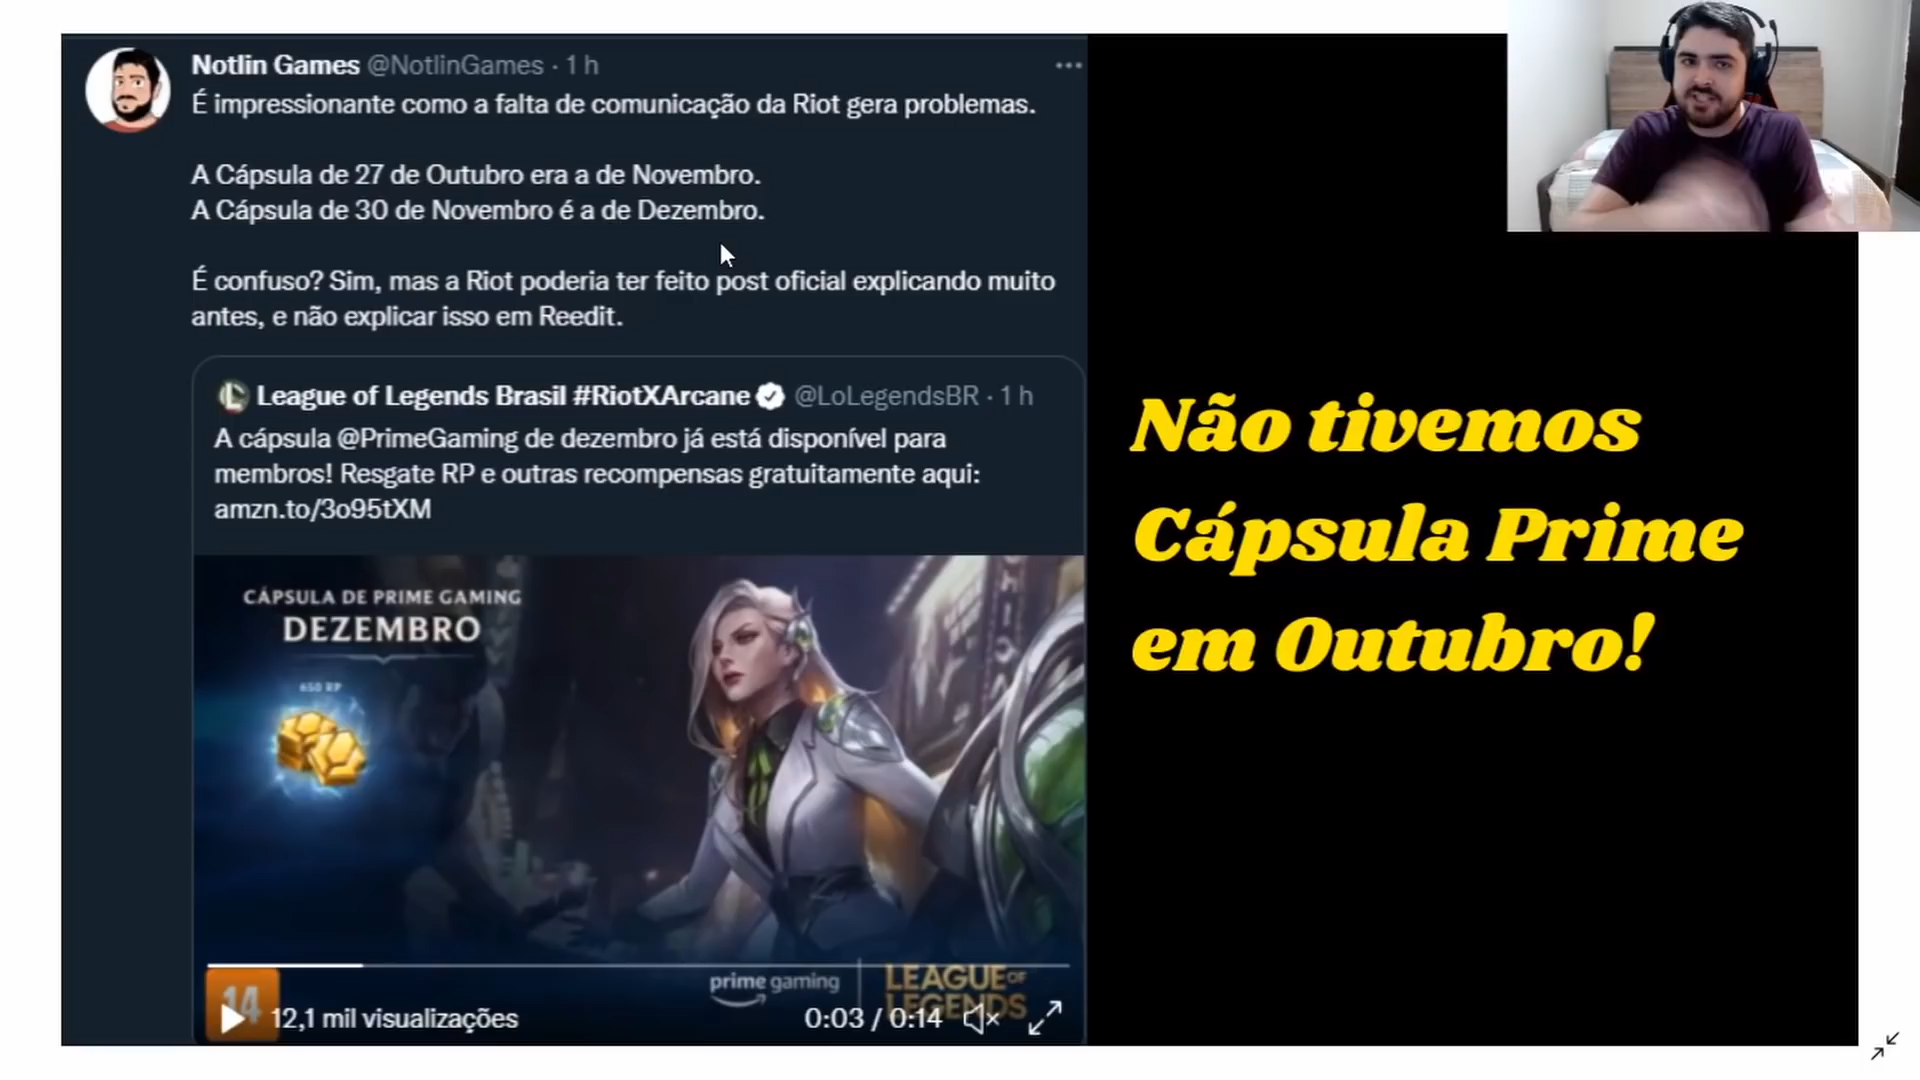 Notlin Games @NotlinGames · 1 h
É impressionante como a falta de comunicação da Riot gera problemas.
A Cápsula de 27 de Outubro era a de Novembro.
A Cápsula de 30 de Novembro é a de Dezembro.
É confuso? Sim, mas a Riot poderia ter feito post oficial explicando muito
antes, e não explicar isso em Reedit.
League of Legends Brasil #RiotXArcane @LoLegendsBR · 1 h
A cápsula @PrimeGaming de dezembro já está disponível para
membros! Resgate RP e outras recompensas gratuitamente aqui:
amzn.to/3o95tXM
CÁPSULA DE PRIME GAMING
DEZEMBRO
650 RP
prime gaming
LEAGUE OF
LEGENDS
14
12,1 mil visualizações
0:03 / 0:14
Não tivemos
Cápsula Prime
em Outubro!